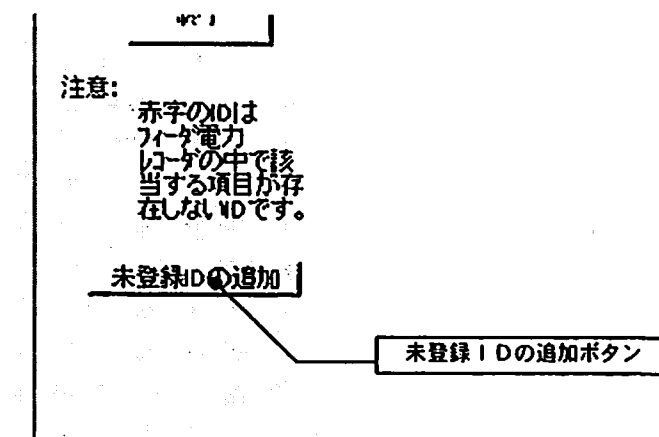 注意:
赤字のIDは
フィーダ電力
レコーダの中で該
当する項目が存
在しないIDです。
未登録IDの追加
未登録IDの追加ボタン